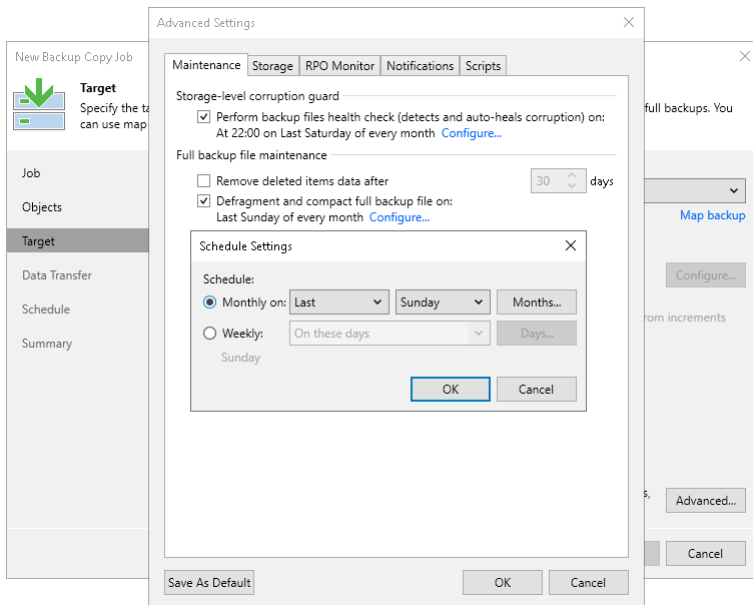 Advanced Settings
New Backup Copy Job
Target
Specify the ta
can use map
full backups. You
Job
Objects
Target
Data Transfer
Schedule
Summary
Maintenance Storage RPO Monitor Notifications Scripts
Storage-level corruption guard
Perform backup files health check (detects and auto-heals corruption) on:
At 22:00 on Last Saturday of every month Configure...
Full backup file maintenance
Remove deleted items data after 30 days
Defragment and compact full backup file on:
Last Sunday of every month Configure...
Schedule Settings
Schedule:
Monthly on: Last Sunday Months...
Weekly: On these days Days...
Sunday
OK Cancel
Map backup
Configure...
rom increments
s, Advanced...
Cancel
Save As Default OK Cancel